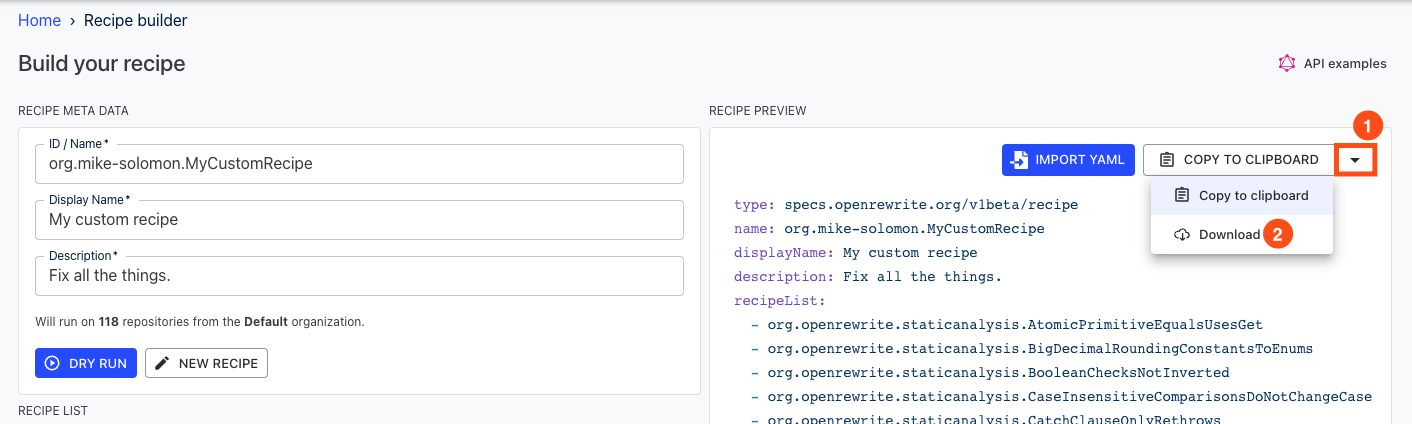 Home › Recipe builder
Build your recipe
API examples
RECIPE META DATA
ID / Name*
org.mike-solomon.MyCustomRecipe
Display Name*
My custom recipe
Description*
Fix all the things.
Will run on 118 repositories from the Default organization.
DRY RUN
NEW RECIPE
RECIPE LIST
RECIPE PREVIEW
1
IMPORT YAML
COPY TO CLIPBOARD
Copy to clipboard
Download 2
type: specs.openrewrite.org/v1beta/recipe
name: org.mike-solomon.MyCustomRecipe
displayName: My custom recipe
description: Fix all the things.
recipeList:
- org.openrewrite.staticanalysis.AtomicPrimitiveEqualsUsesGet
- org.openrewrite.staticanalysis.BigDecimalRoundingConstantsToEnums
- org.openrewrite.staticanalysis.BooleanChecksNotInverted
- org.openrewrite.staticanalysis.CaseInsensitiveComparisonsDoNotChangeCase
- org.openrewrite.staticanalysis.CatchClauseOnlyRethrows